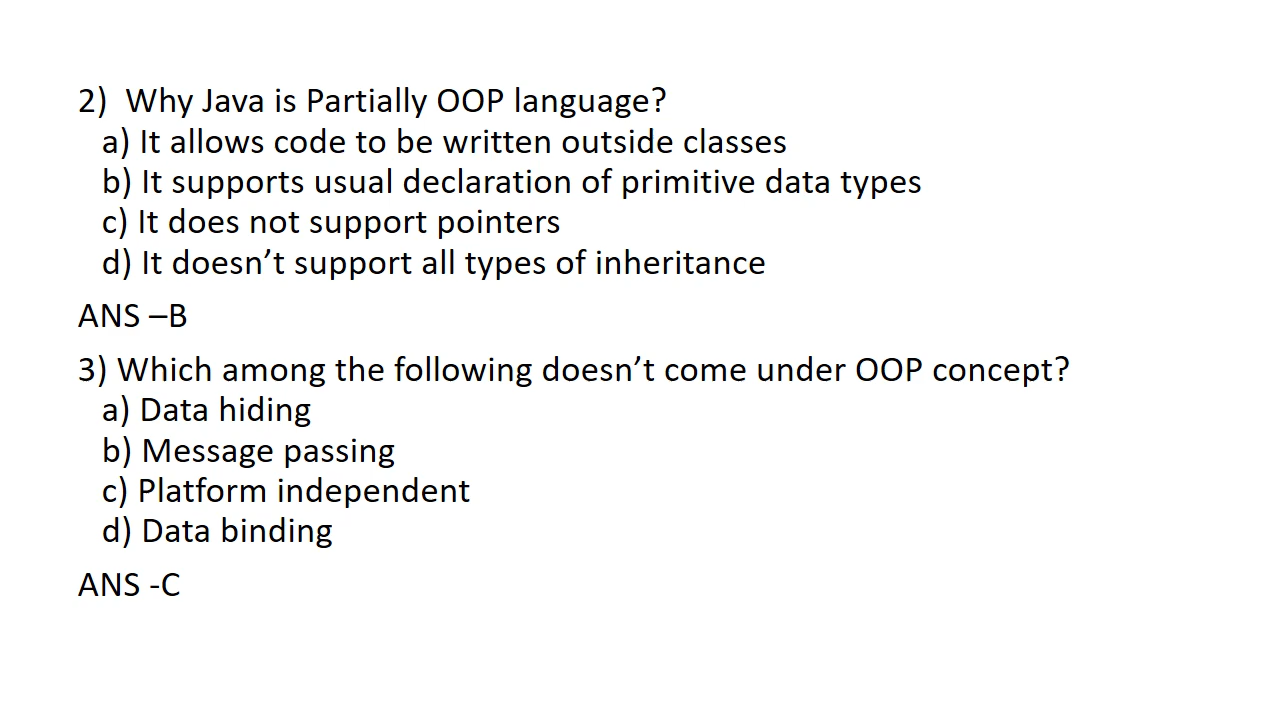 2)  Why Java is Partially OOP language?
a) It allows code to be written outside classes
b) It supports usual declaration of primitive data types
c) It does not support pointers
d) It doesn’t support all types of inheritance
ANS –B
3) Which among the following doesn’t come under OOP concept?
a) Data hiding
b) Message passing
c) Platform independent
d) Data binding
ANS -C